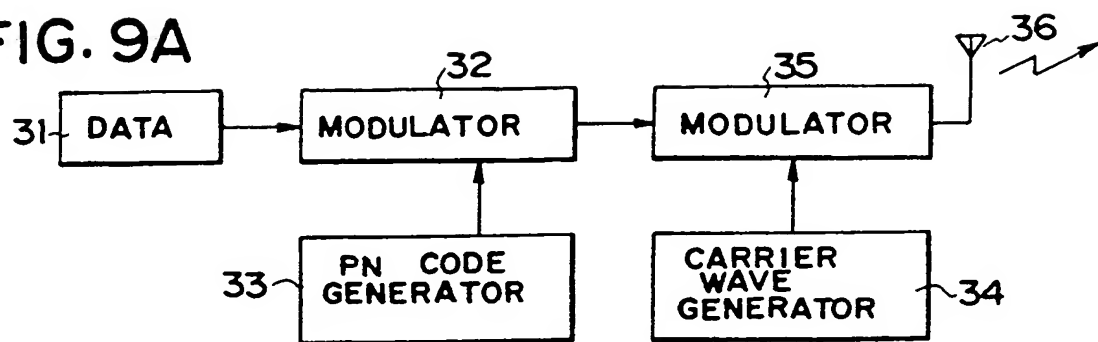 FIG. 9A
36
32
35
31
DATA
MODULATOR
MODULATOR
33
PN CODE
GENERATOR
CARRIER
WAVE
GENERATOR
34